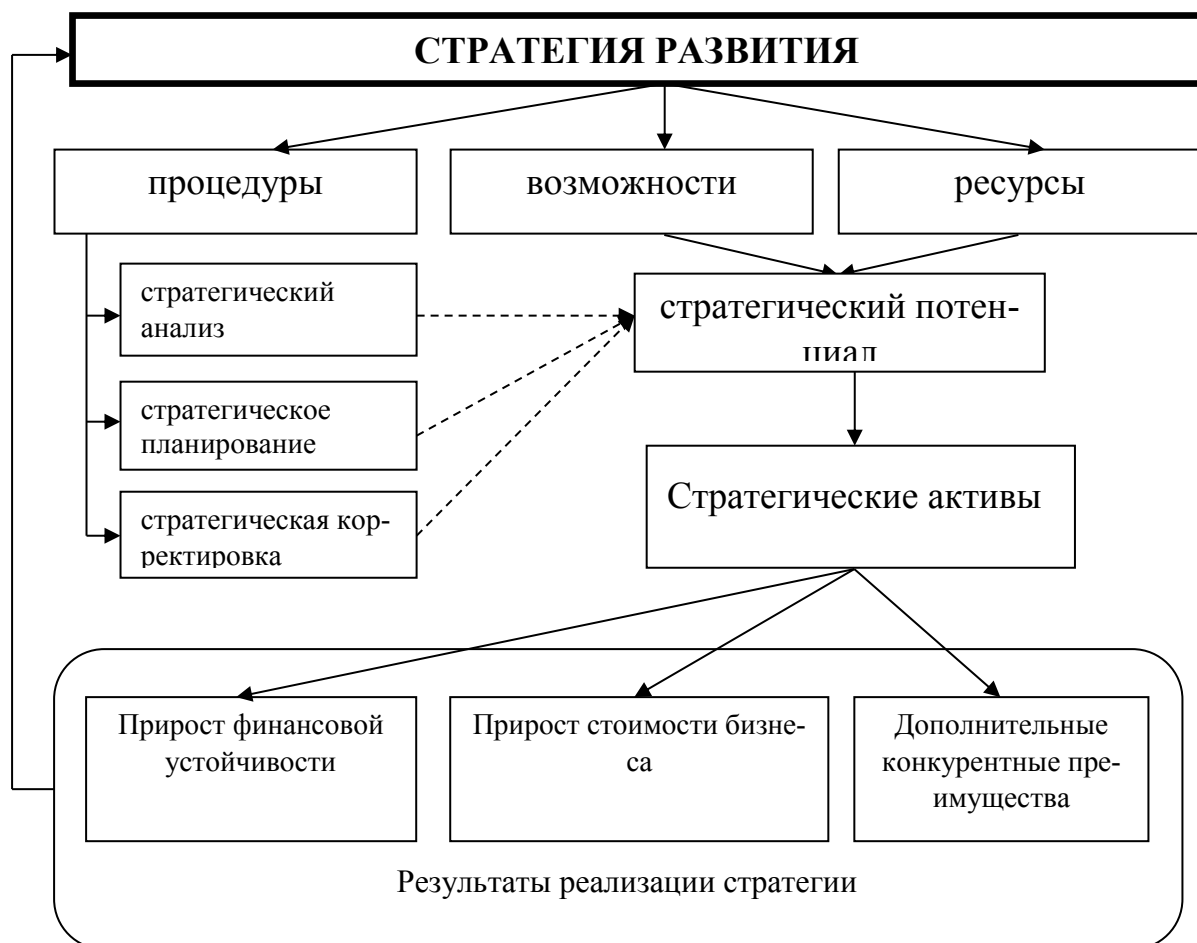 СТРАТЕГИЯ РАЗВИТИЯ
процедуры
возможности
ресурсы
стратегический
анализ
стратегический потен-
циал
стратегическое
планирование
Стратегические активы
стратегическая кор-
ректировка
Прирост финансовой
устойчивости
Прирост стоимости бизне-
са
Дополнительные
конкурентные пре-
имущества
Результаты реализации стратегии